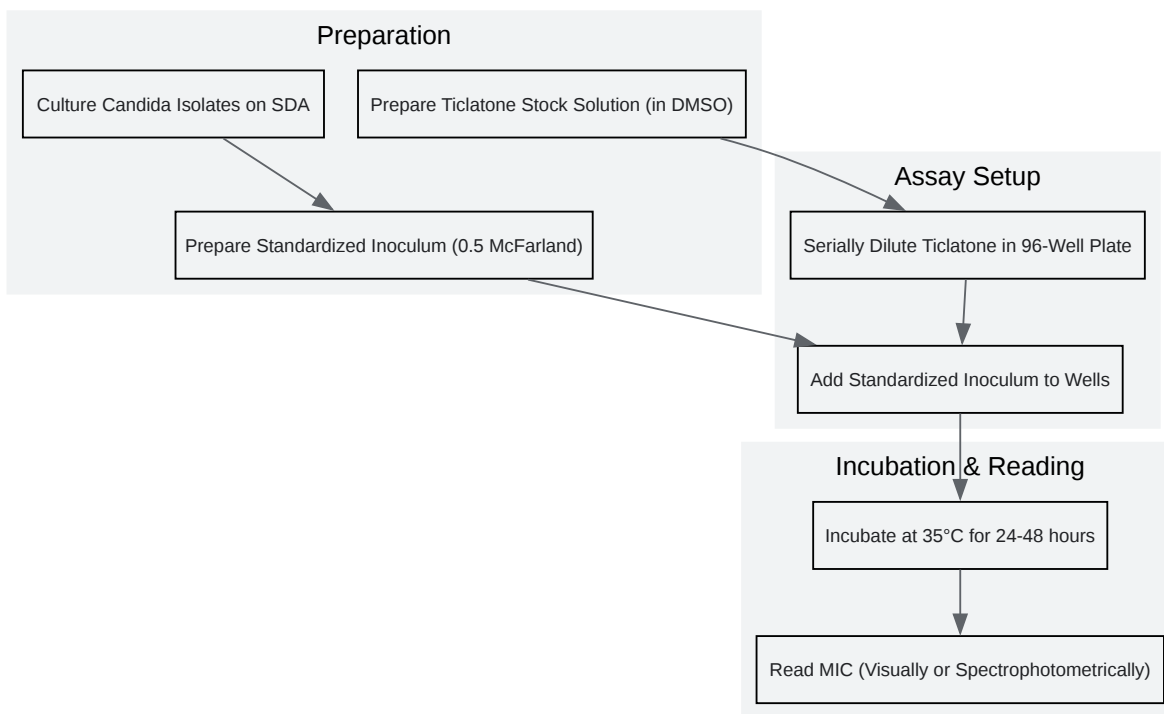 Preparation
Culture Candida Isolates on SDA
Prepare Ticlatone Stock Solution (in DMSO)
Prepare Standardized Inoculum (0.5 McFarland)
Assay Setup
Serially Dilute Ticlatone in 96-Well Plate
Add Standardized Inoculum to Wells
Incubation & Reading
Incubate at 35°C for 24-48 hours
Read MIC (Visually or Spectrophotometrically)